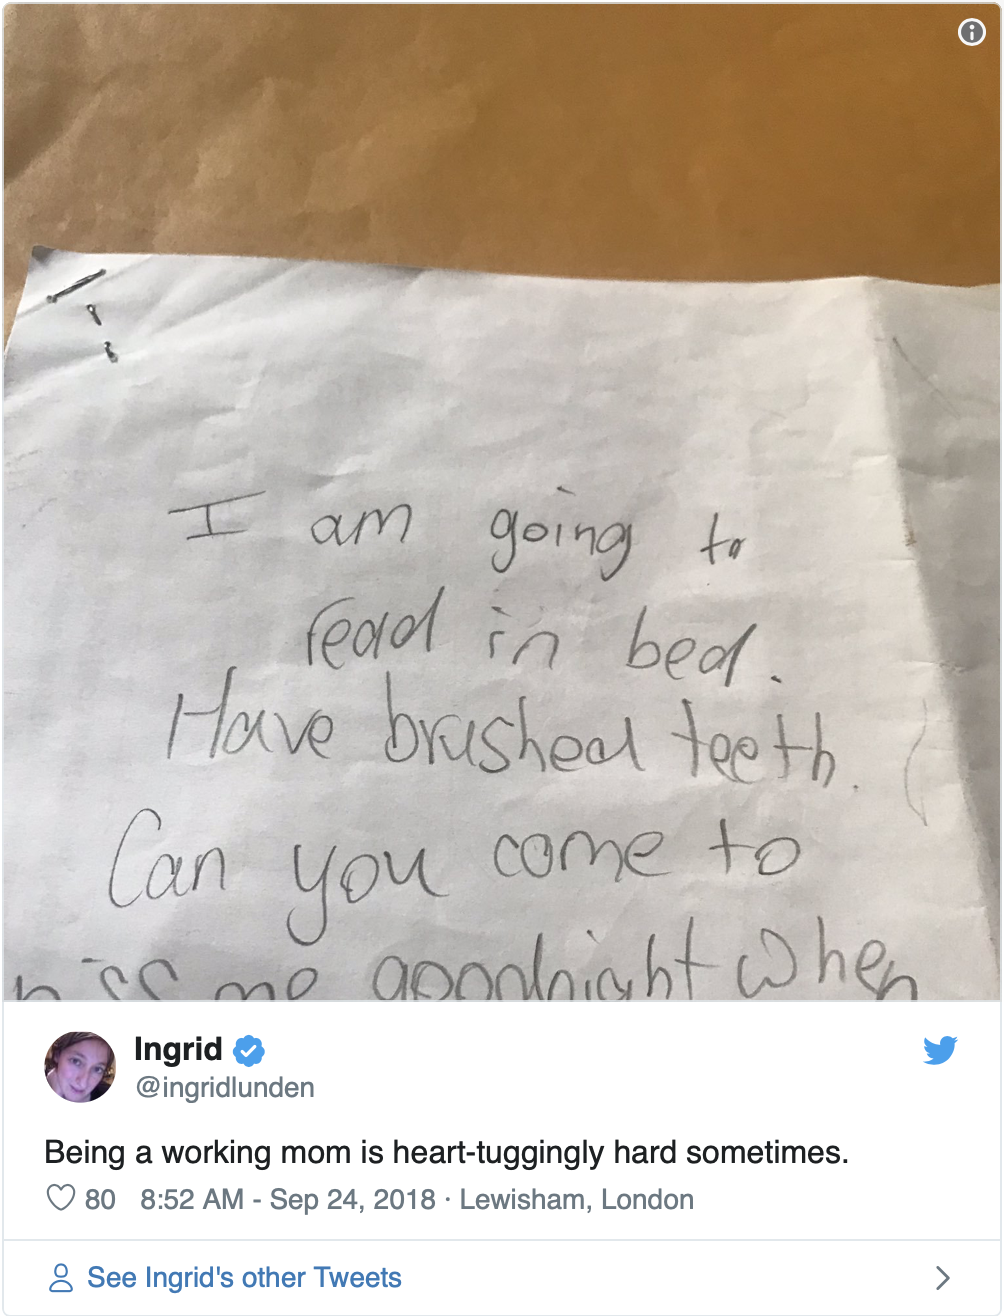 I am going to
read in bed.
Have brushed teeth.
Can you come to
kiss me goodnight when
Ingrid
@ingridlunden
Being a working mom is heart-tuggingly hard sometimes.
80 8:52 AM - Sep 24, 2018 · Lewisham, London
See Ingrid's other Tweets